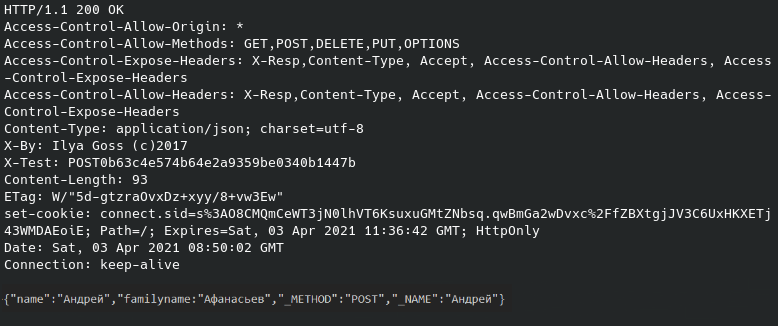 HTTP/1.1 200 OK
Access-Control-Allow-Origin: *
Access-Control-Allow-Methods: GET,POST,DELETE,PUT,OPTIONS
Access-Control-Expose-Headers: X-Resp,Content-Type, Accept, Access-Control-Allow-Headers, Access
-Control-Expose-Headers
Access-Control-Allow-Headers: X-Resp,Content-Type, Accept, Access-Control-Allow-Headers, Access-
Control-Expose-Headers
Content-Type: application/json; charset=utf-8
X-By: Ilya Goss (c)2017
X-Test: POST0b63c4e574b64e2a9359be0340b1447b
Content-Length: 93
ETag: W/"5d-gtzraOvxDz+xyy/8+vw3Ew"
set-cookie: connect.sid=s%3AO8CMQmCeWT3jN0lhVT6KsuxuGMtZNbsq.qwBmGa2wDvxc%2FfZBXtgjJV3C6UxHKXETj
43WMDAEoiE; Path=/; Expires=Sat, 03 Apr 2021 11:36:42 GMT; HttpOnly
Date: Sat, 03 Apr 2021 08:50:02 GMT
Connection: keep-alive
{"name":"Андрей","familyname:"Афанасьев","_METHOD":"POST","_NAME":"Андрей"}